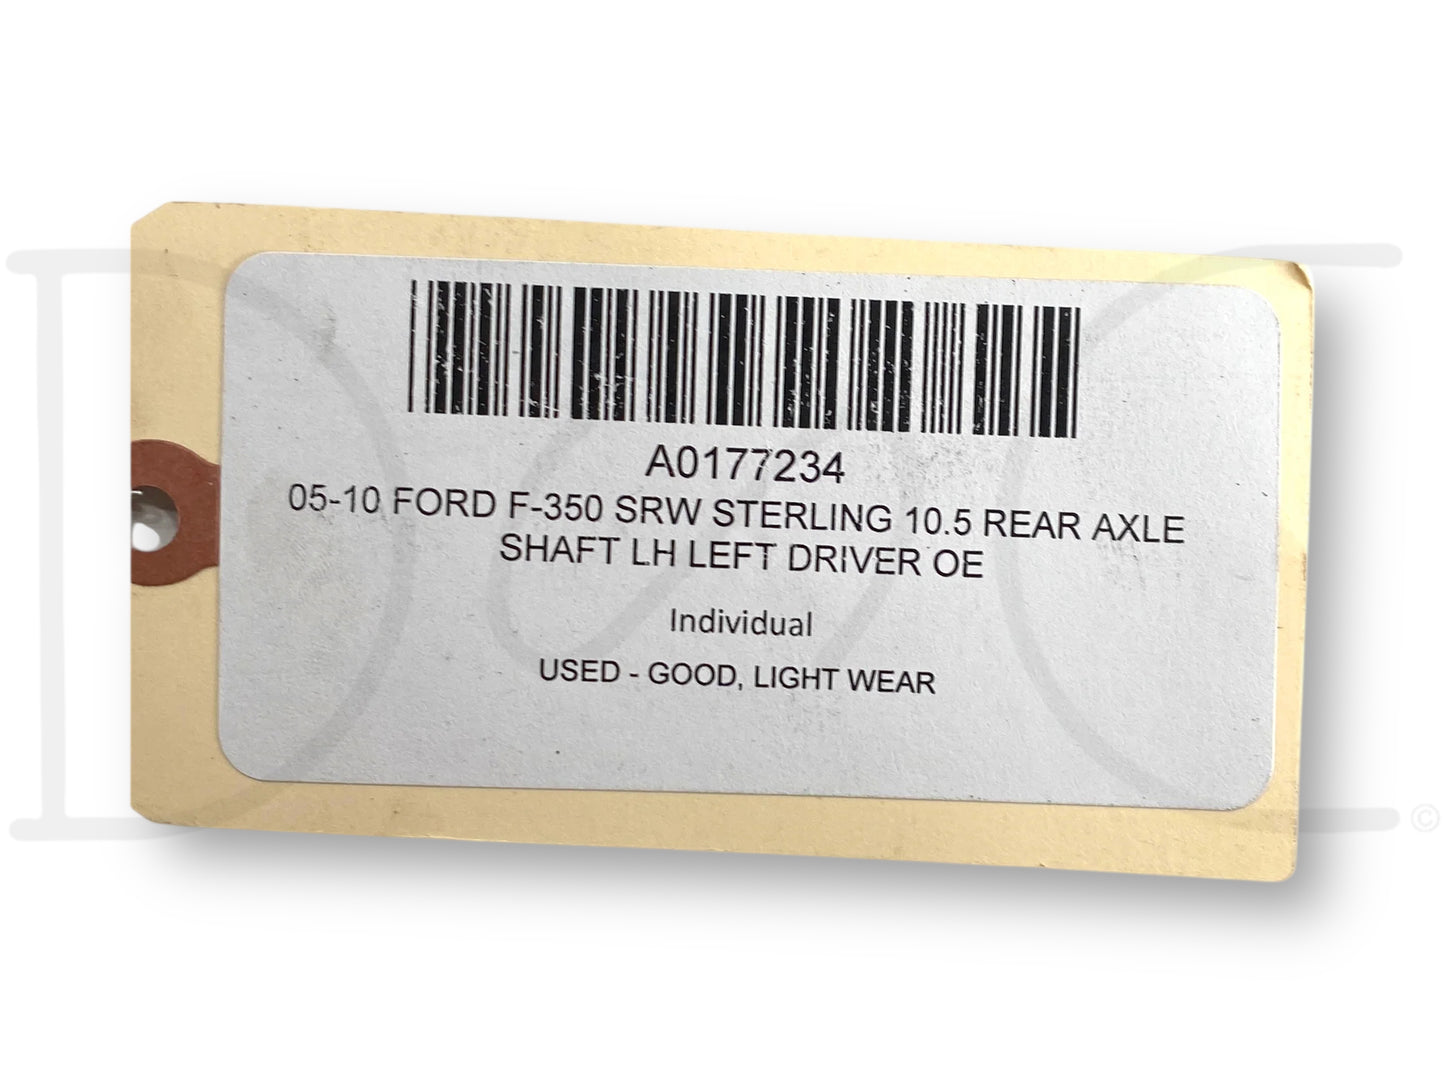 A0177234
05-10 FORD F-350 SRW STERLING 10.5 REAR AXLE
SHAFT LH LEFT DRIVER OE
Individual
USED - GOOD, LIGHT WEAR
©